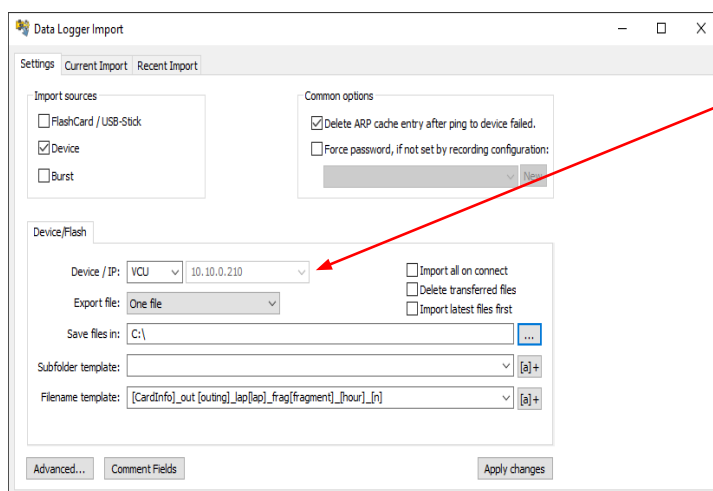 Data Logger Import
Settings Current Import Recent Import
Import sources
FlashCard / USB-Stick
Device
Burst
Common options
Delete ARP cache entry after ping to device failed.
Force password, if not set by recording configuration:
New
Device/Flash
Device / IP: VCU 10.10.0.210
Export file: One file
Import all on connect
Delete transferred files
Import latest files first
Save files in: C:\
...
Subfolder template:
[a]+
Filename template: [CardInfo]_out [outing]_lap[lap]_frag[fragment]_[hour]_[n]
[a]+
Advanced... Comment Fields Apply changes